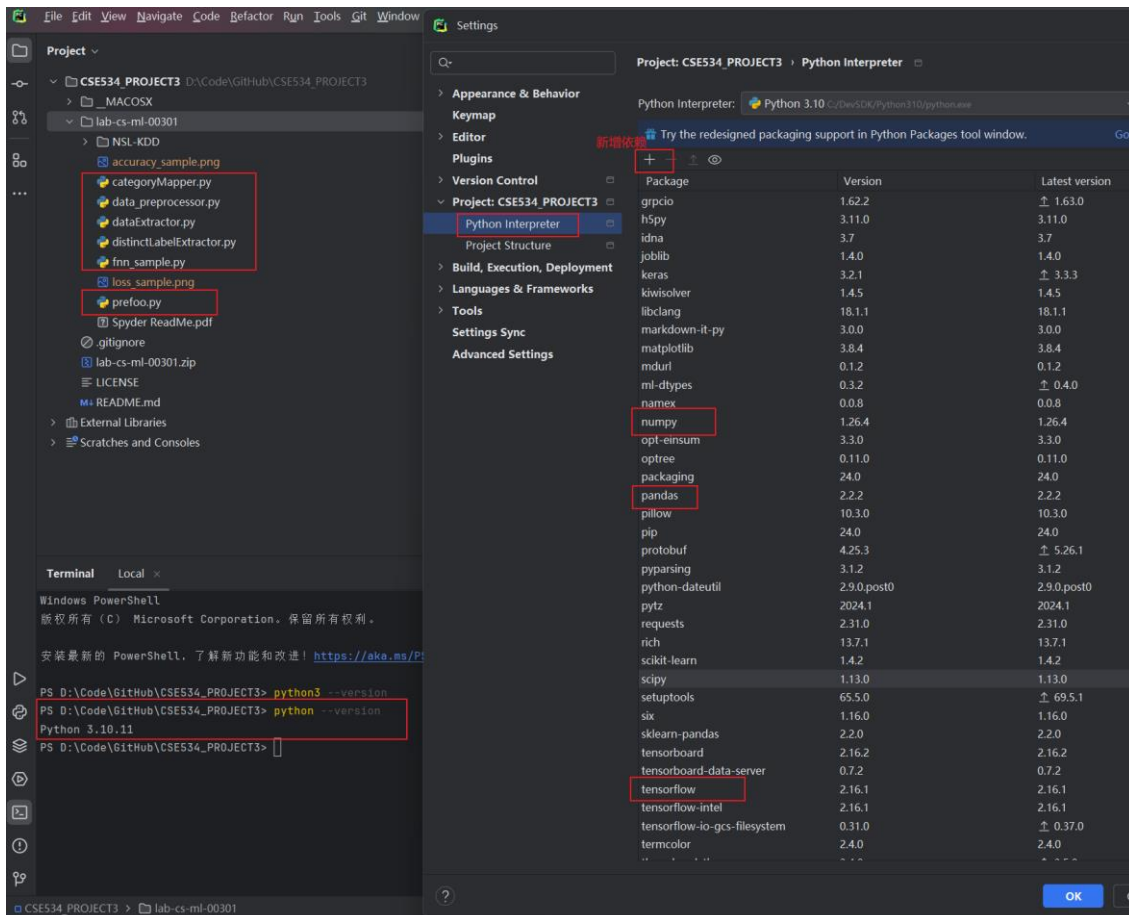 File Edit View Navigate Code Refactor Run Tools Git Window
Project
CSE534_PROJECT3 D:\Code\GitHub\CSE534_PROJECT3
__MACOSX
lab-cs-ml-00301
NSL-KDD
accuracy_sample.png
categoryMapper.py
data_preprocessor.py
dataExtractor.py
distinctLabelExtractor.py
fnn_sample.py
loss_sample.png
prefoo.py
Spyder ReadMe.pdf
.gitignore
lab-cs-ml-00301.zip
LICENSE
README.md
External Libraries
Scratches and Consoles
Terminal Local
Windows PowerShell
版权所有 (C) Microsoft Corporation。保留所有权利。
安装最新的 PowerShell,了解新功能和改进!https://aka.ms/PS
PS D:\Code\GitHub\CSE534_PROJECT3> python3 --version
PS D:\Code\GitHub\CSE534_PROJECT3> python --version
Python 3.10.11
PS D:\Code\GitHub\CSE534_PROJECT3>
CSE534_PROJECT3 > lab-cs-ml-00301
Settings
Appearance & Behavior
Keymap
Editor
Plugins
Version Control
Project: CSE534_PROJECT3
Python Interpreter
Project Structure
Build, Execution, Deployment
Languages & Frameworks
Tools
Settings Sync
Advanced Settings
Project: CSE534_PROJECT3 › Python Interpreter
Python Interpreter: Python 3.10 C:/DevSDK/Python310/python.exe
新增依赖
Try the redesigned packaging support in Python Packages tool window. Go
Package Version Latest version
grpcio 1.62.2 1.63.0
h5py 3.11.0 3.11.0
idna 3.7 3.7
joblib 1.4.0 1.4.0
keras 3.2.1 3.3.3
kiwisolver 1.4.5 1.4.5
libclang 18.1.1 18.1.1
markdown-it-py 3.0.0 3.0.0
matplotlib 3.8.4 3.8.4
mdurl 0.1.2 0.1.2
ml-dtypes 0.3.2 0.4.0
namex 0.0.8 0.0.8
numpy 1.26.4 1.26.4
opt-einsum 3.3.0 3.3.0
optree 0.11.0 0.11.0
packaging 24.0 24.0
pandas 2.2.2 2.2.2
pillow 10.3.0 10.3.0
pip 24.0 24.0
protobuf 4.25.3 5.26.1
pyparsing 3.1.2 3.1.2
python-dateutil 2.9.0.post0 2.9.0.post0
pytz 2024.1 2024.1
requests 2.31.0 2.31.0
rich 13.7.1 13.7.1
scikit-learn 1.4.2 1.4.2
scipy 1.13.0 1.13.0
setuptools 65.5.0 69.5.1
six 1.16.0 1.16.0
sklearn-pandas 2.2.0 2.2.0
tensorboard 2.16.2 2.16.2
tensorboard-data-server 0.7.2 0.7.2
tensorflow 2.16.1 2.16.1
tensorflow-intel 2.16.1 2.16.1
tensorflow-io-gcs-filesystem 0.31.0 0.37.0
termcolor 2.4.0 2.4.0
OK